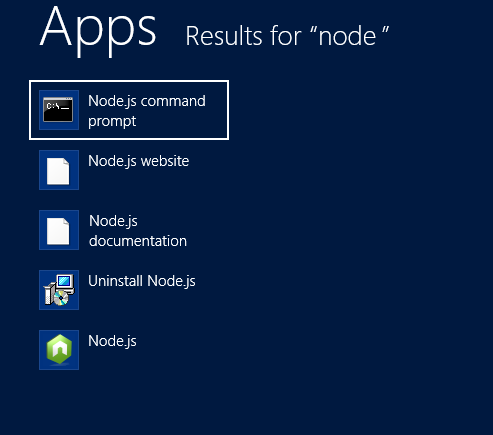 Apps Results for “node”
C:\
Node.js command
prompt
Node.js website
Node.js
documentation
Uninstall Node.js
Node.js